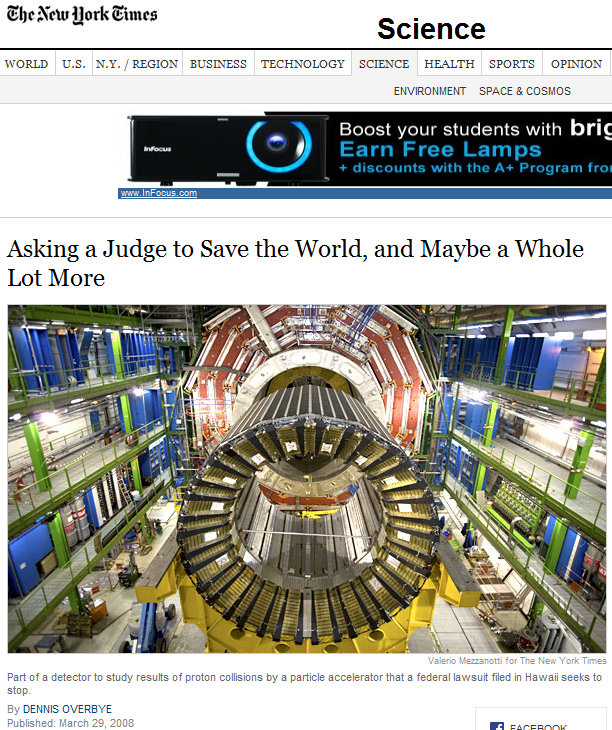 The New York Times
Science
WORLD U.S. N.Y. / REGION BUSINESS TECHNOLOGY SCIENCE HEALTH SPORTS OPINION
ENVIRONMENT SPACE & COSMOS
InFocus
Boost your students with brig
Earn Free Lamps
+ discounts with the A+ Program fro
www.InFocus.com
Asking a Judge to Save the World, and Maybe a Whole
Lot More
Valerio Mezzanotti for The New York Times
Part of a detector to study results of proton collisions by a particle accelerator that a federal lawsuit filed in Hawaii seeks to
stop.
By DENNIS OVERBYE
Published: March 29, 2008
FACEBOOK